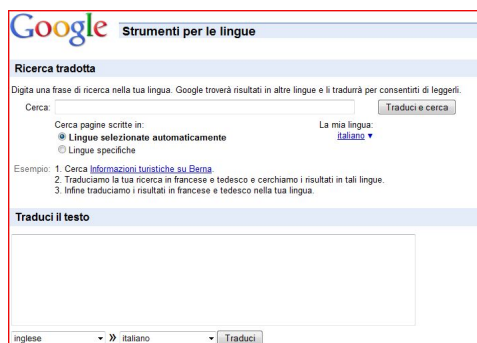 Google Strumenti per le lingue
Ricerca tradotta
Digita una frase di ricerca nella tua lingua. Google troverà risultati in altre lingue e li tradurrà per consentirti di leggerli.
Cerca: Traduci e cerca
Cerca pagine scritte in: La mia lingua:
Lingue selezionate automaticamente italiano ▼
Lingue specifiche
Esempio: 1. Cerca Informazioni turistiche su Berna.
2. Traduciamo la tua ricerca in francese e tedesco e cerchiamo i risultati in tali lingue.
3. Infine traduciamo i risultati in francese e tedesco nella tua lingua.
Traduci il testo
inglese » italiano Traduci